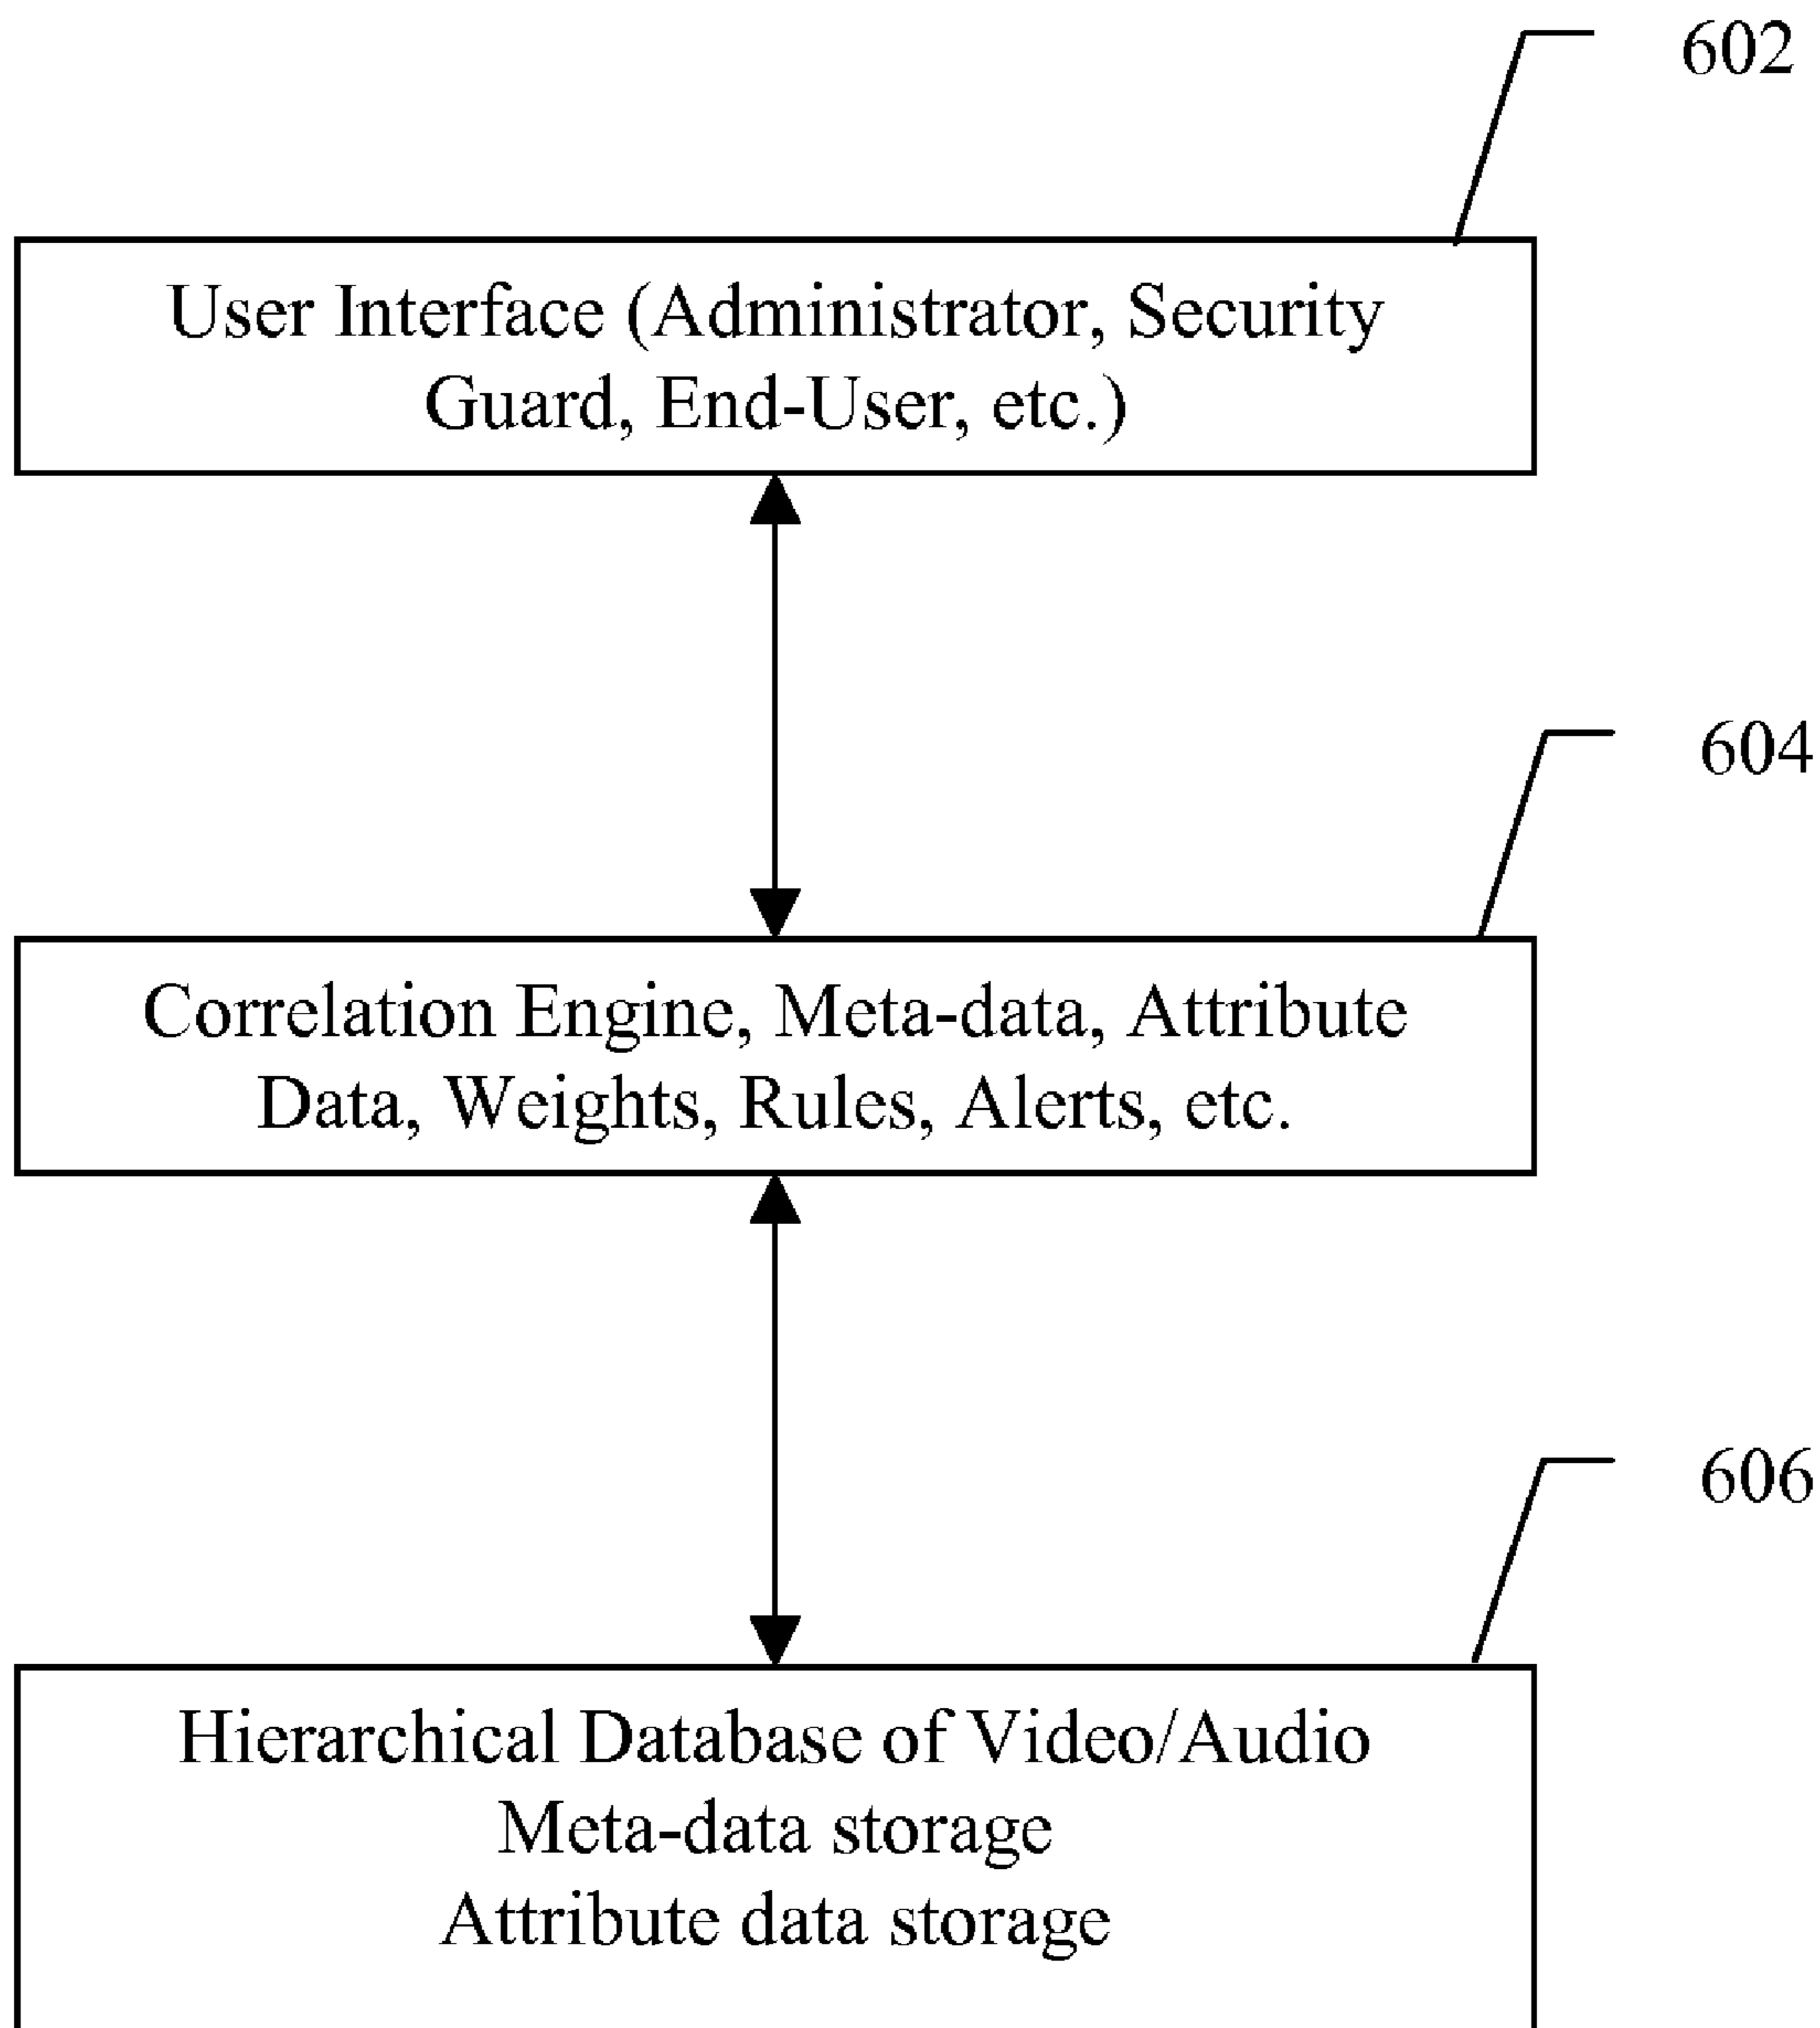 602
User Interface (Administrator, Security
Guard, End-User, etc.)
604
Correlation Engine, Meta-data, Attribute
Data, Weights, Rules, Alerts, etc.
606
Hierarchical Database of Video/Audio
Meta-data storage
Attribute data storage